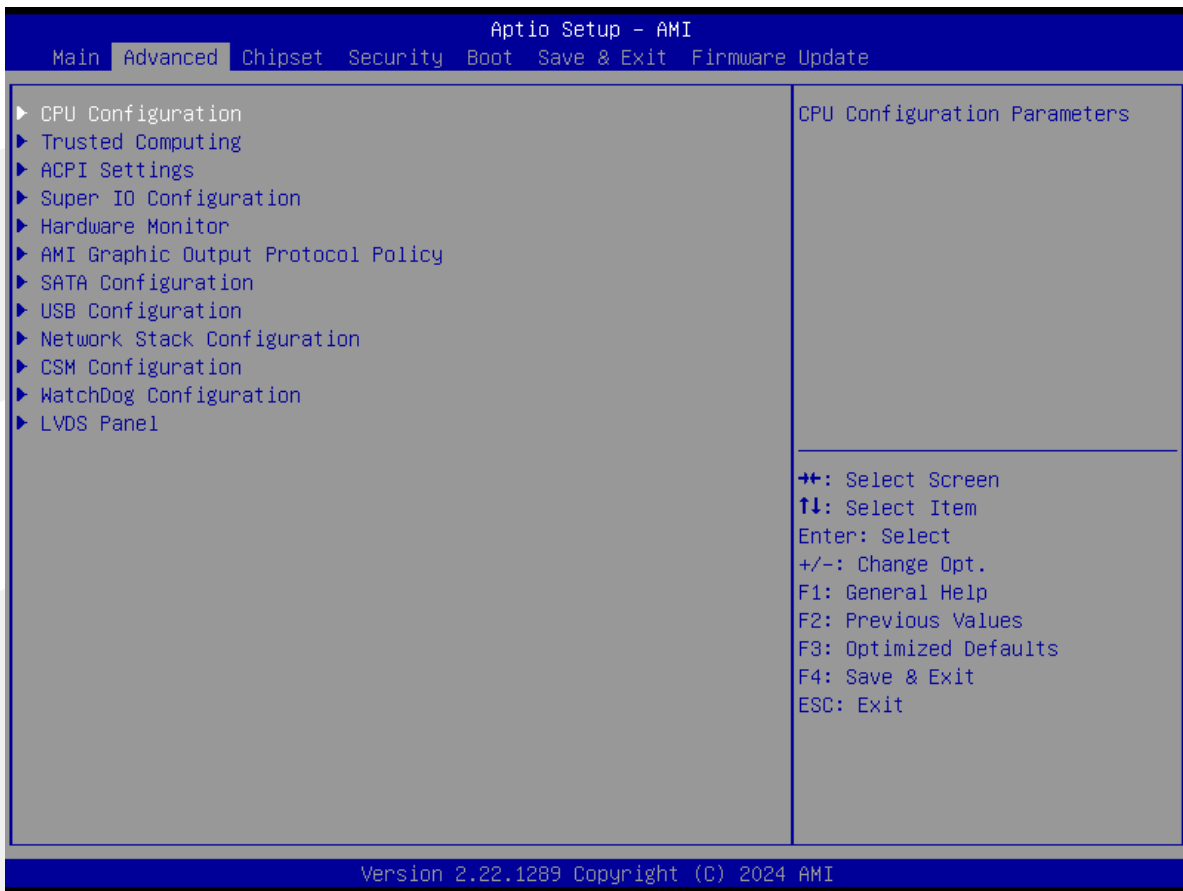 Aptio Setup – AMI
Main Advanced Chipset Security Boot Save & Exit Firmware Update
▶ CPU Configuration
▶ Trusted Computing
▶ ACPI Settings
▶ Super IO Configuration
▶ Hardware Monitor
▶ AMI Graphic Output Protocol Policy
▶ SATA Configuration
▶ USB Configuration
▶ Network Stack Configuration
▶ CSM Configuration
▶ WatchDog Configuration
▶ LVDS Panel
CPU Configuration Parameters
→←: Select Screen
↑↓: Select Item
Enter: Select
+/-: Change Opt.
F1: General Help
F2: Previous Values
F3: Optimized Defaults
F4: Save & Exit
ESC: Exit
Version 2.22.1289 Copyright (C) 2024 AMI